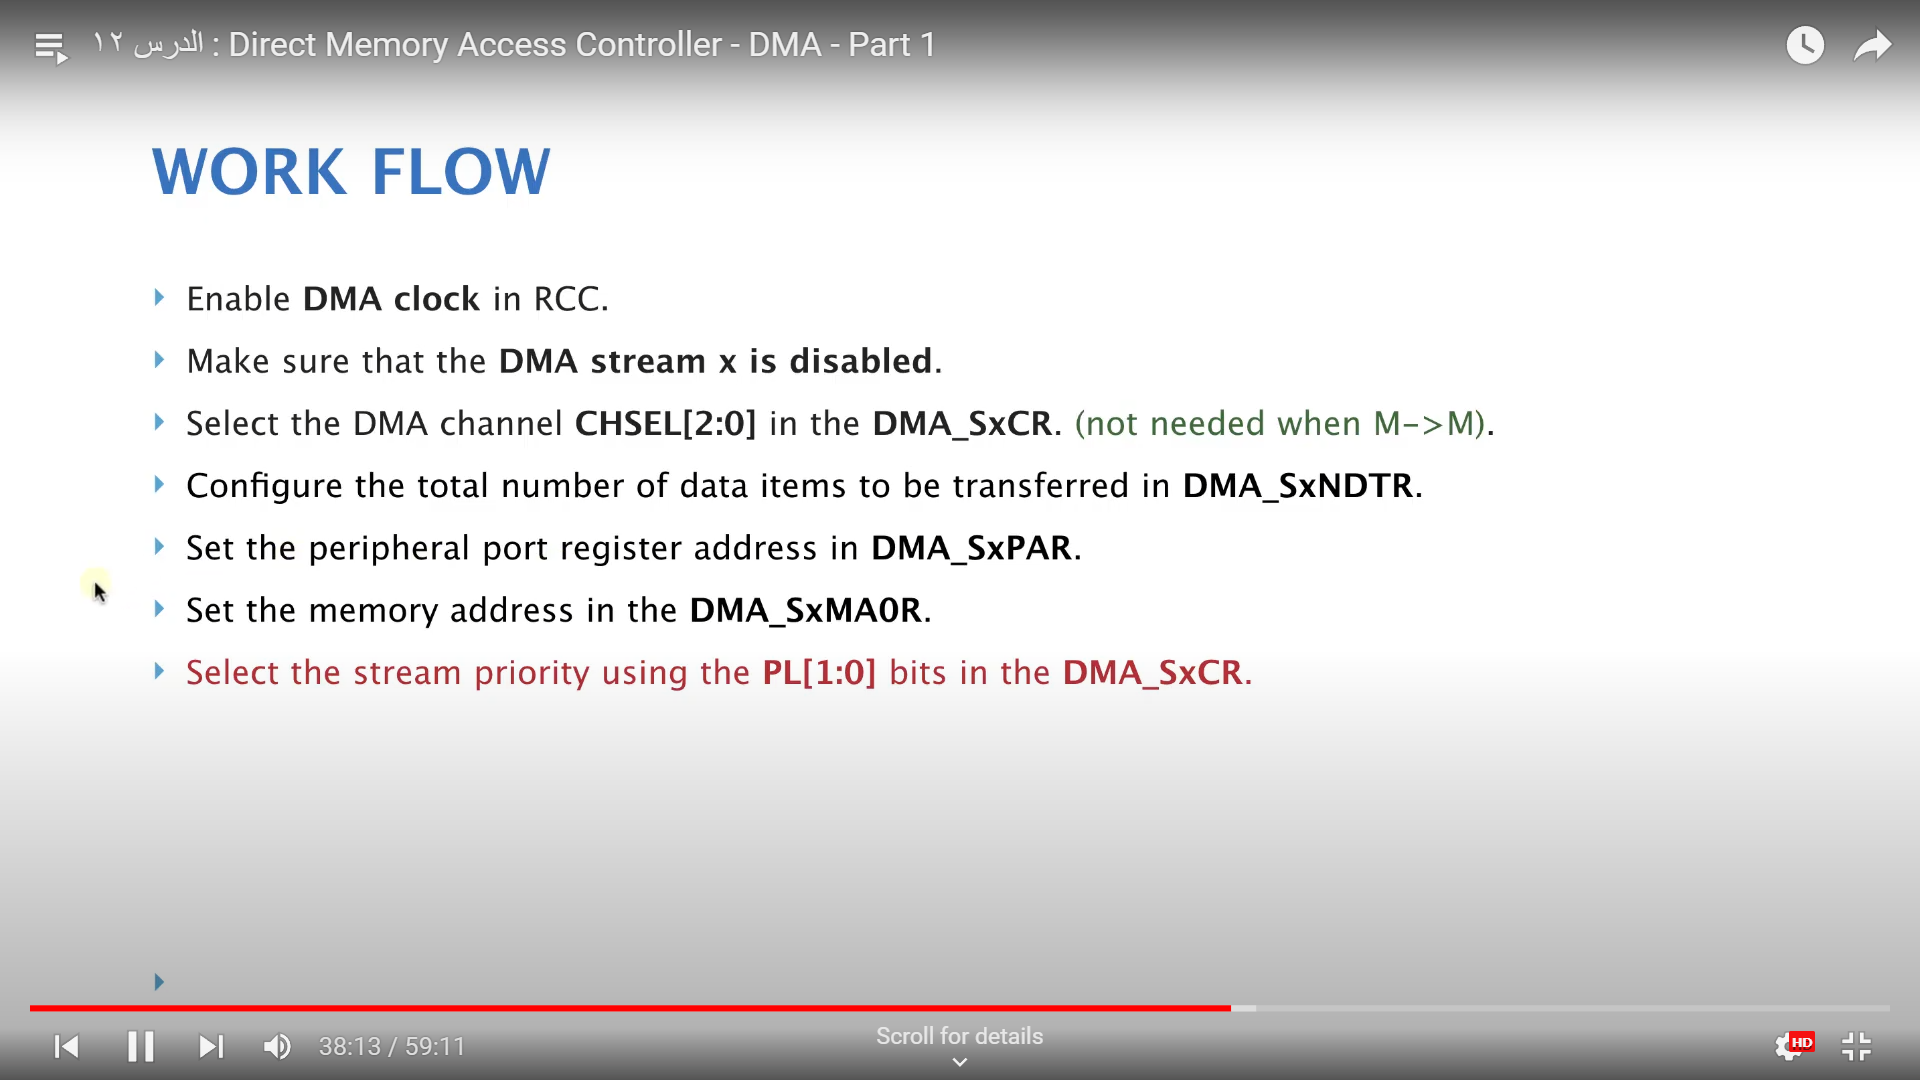 الدرس ١٢ : Direct Memory Access Controller - DMA - Part 1
WORK FLOW
Enable DMA clock in RCC.
Make sure that the DMA stream x is disabled.
Select the DMA channel CHSEL[2:0] in the DMA_SxCR. (not needed when M->M).
Configure the total number of data items to be transferred in DMA_SxNDTR.
Set the peripheral port register address in DMA_SxPAR.
Set the memory address in the DMA_SxMA0R.
Select the stream priority using the PL[1:0] bits in the DMA_SxCR.
38:13 / 59:11
Scroll for details
HD